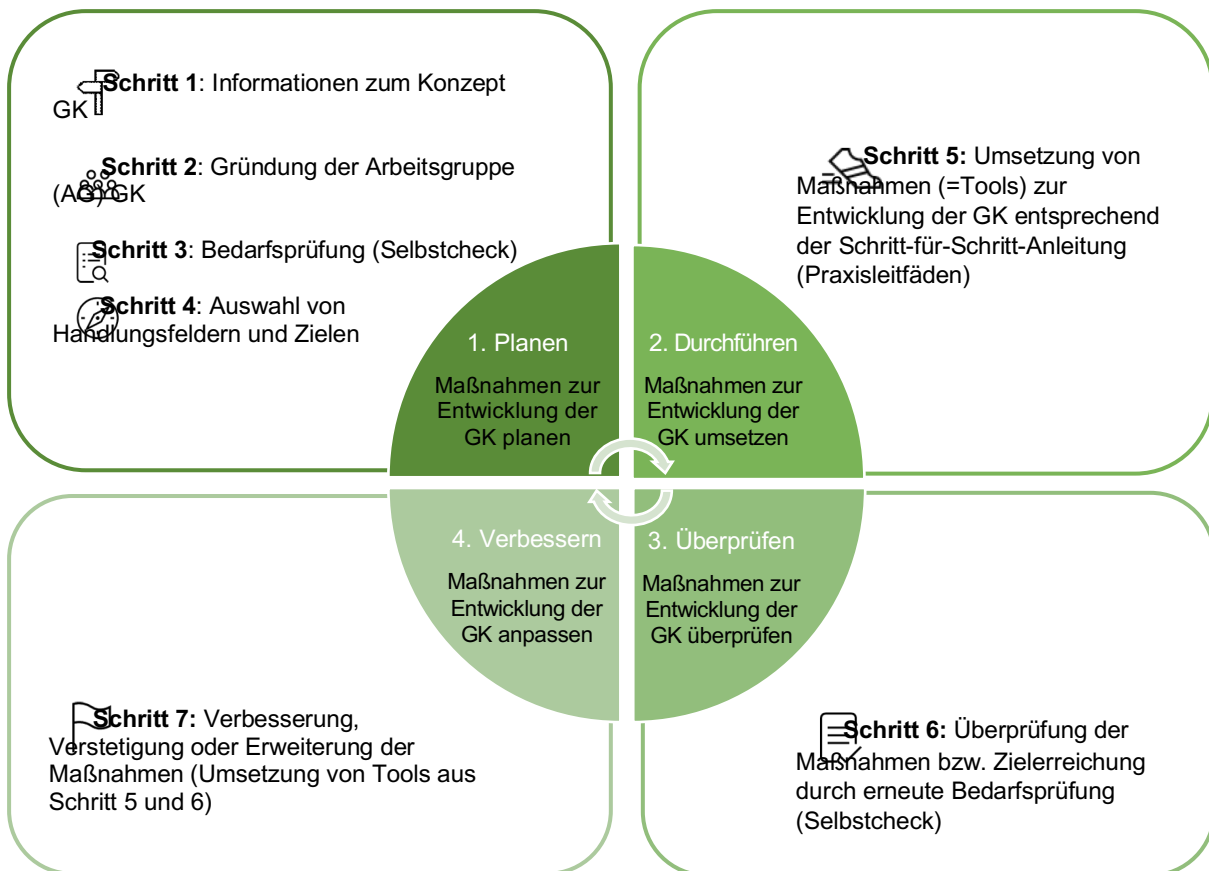 Schritt 1: Informationen zum Konzept
GK
Schritt 2: Gründung der Arbeitsgruppe
(AG) GK
Schritt 3: Bedarfsprüfung (Selbstcheck)
Schritt 4: Auswahl von
Handlungsfeldern und Zielen
Schritt 5: Umsetzung von
Maßnahmen (=Tools) zur
Entwicklung der GK entsprechend
der Schritt-für-Schritt-Anleitung
(Praxisleitfäden)
1. Planen
Maßnahmen zur
Entwicklung der
GK planen
2. Durchführen
Maßnahmen zur
Entwicklung der
GK umsetzen
4. Verbessern
Maßnahmen zur
Entwicklung der
GK anpassen
3. Überprüfen
Maßnahmen zur
Entwicklung der
GK überprüfen
Schritt 7: Verbesserung,
Verstetigung oder Erweiterung der
Maßnahmen (Umsetzung von Tools aus
Schritt 5 und 6)
Schritt 6: Überprüfung der
Maßnahmen bzw. Zielerreichung
durch erneute Bedarfsprüfung
(Selbstcheck)